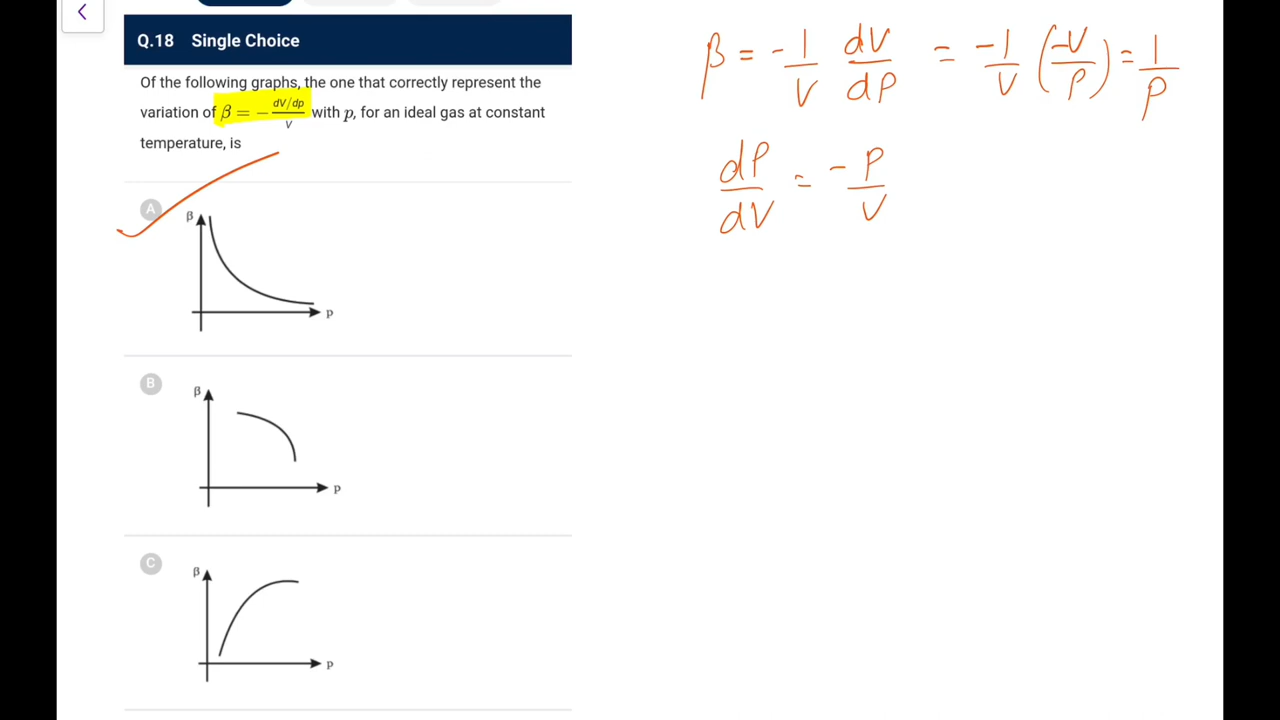 Q.18 Single Choice
Of the following graphs, the one that correctly represent the
variation of β = − (dV/dp)/V with p, for an ideal gas at constant
temperature, is
A
β
p
B
β
p
C
β
p
β = -1/V dV/dP = -1/V (-V/P) = 1/P
dP/dV = -P/V